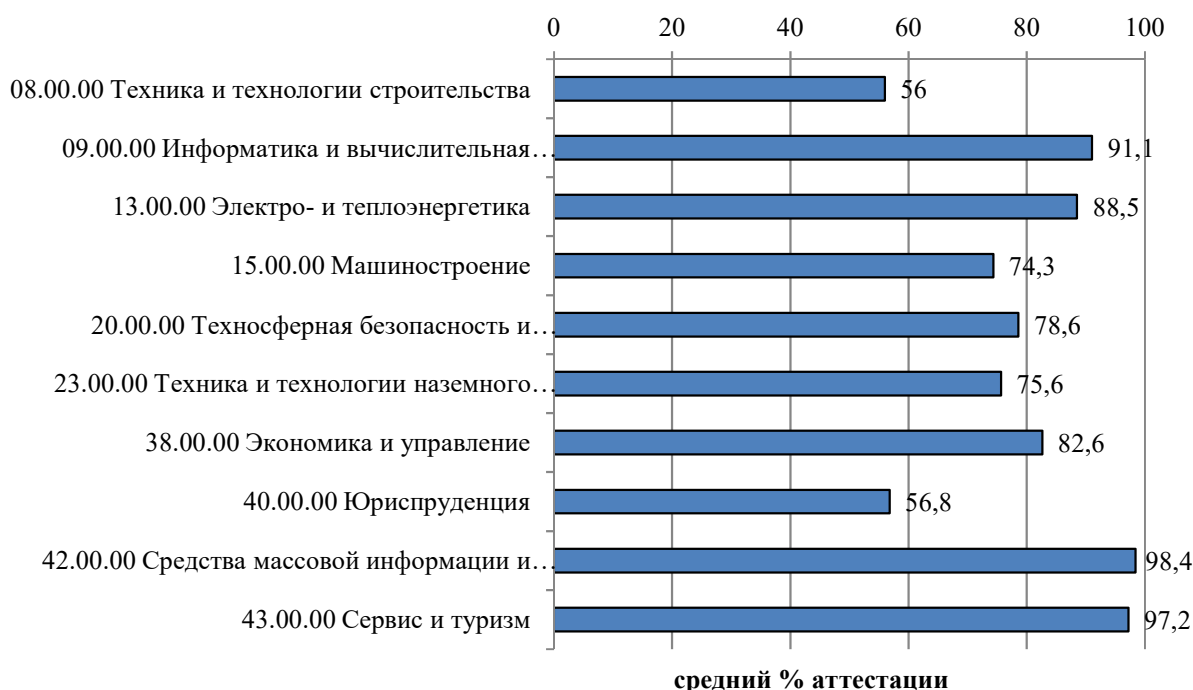 0 20 40 60 80 100
08.00.00 Техника и технологии строительства 56
09.00.00 Информатика и вычислительная… 91,1
13.00.00 Электро- и теплоэнергетика 88,5
15.00.00 Машиностроение 74,3
20.00.00 Техносферная безопасность и… 78,6
23.00.00 Техника и технологии наземного… 75,6
38.00.00 Экономика и управление 82,6
40.00.00 Юриспруденция 56,8
42.00.00 Средства массовой информации и… 98,4
43.00.00 Сервис и туризм 97,2
средний % аттестации